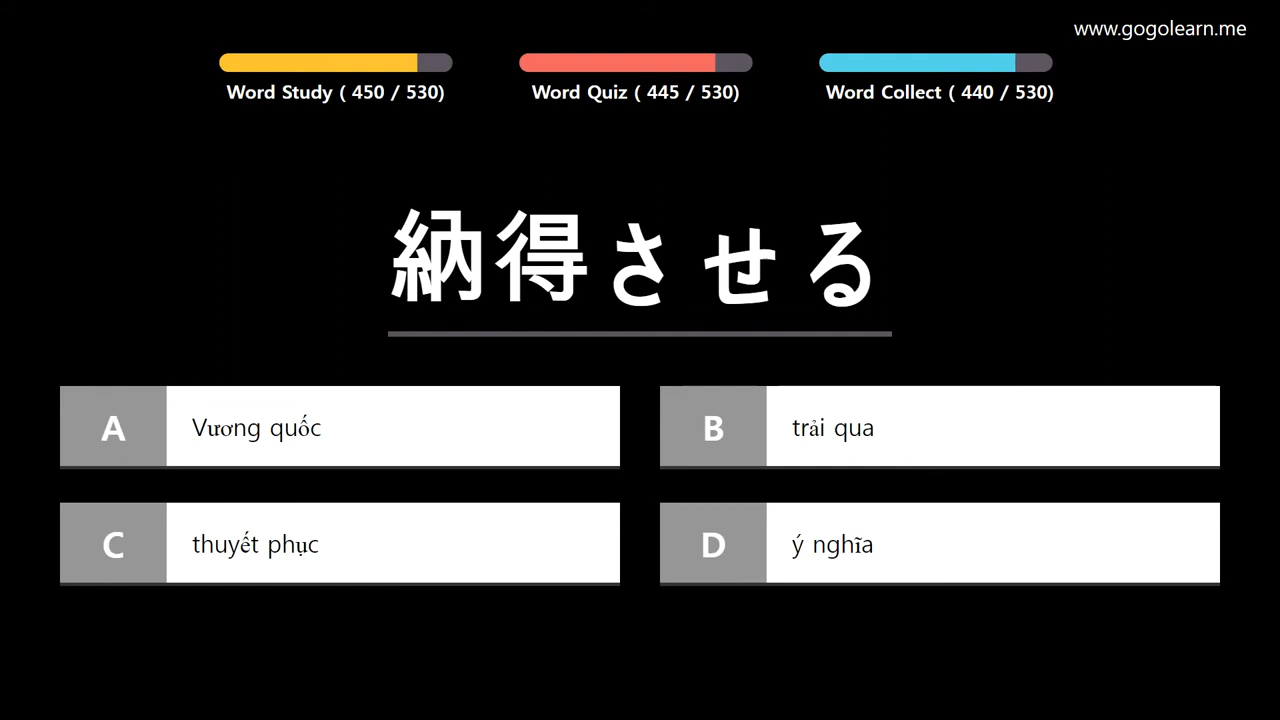 www.gogolearn.me
Word Study ( 450 / 530)
Word Quiz ( 445 / 530)
Word Collect ( 440 / 530)
納得させる
A Vương quốc
B trải qua
C thuyết phục
D ý nghĩa